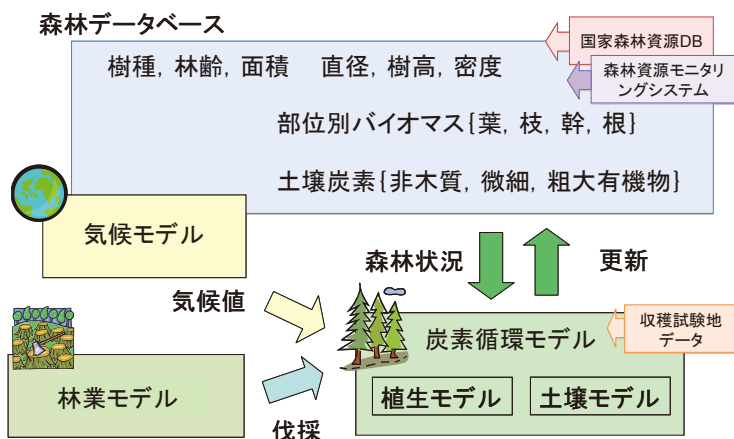 森林データベース
国家森林資源DB
樹種, 林齢, 面積　直径, 樹高, 密度
森林資源モニタリ
ングシステム
部位別バイオマス{葉, 枝, 幹, 根}
土壌炭素{非木質, 微細, 粗大有機物}
気候モデル
森林状況
更新
気候値
炭素循環モデル
収穫試験地
データ
林業モデル
植生モデル
土壌モデル
伐採